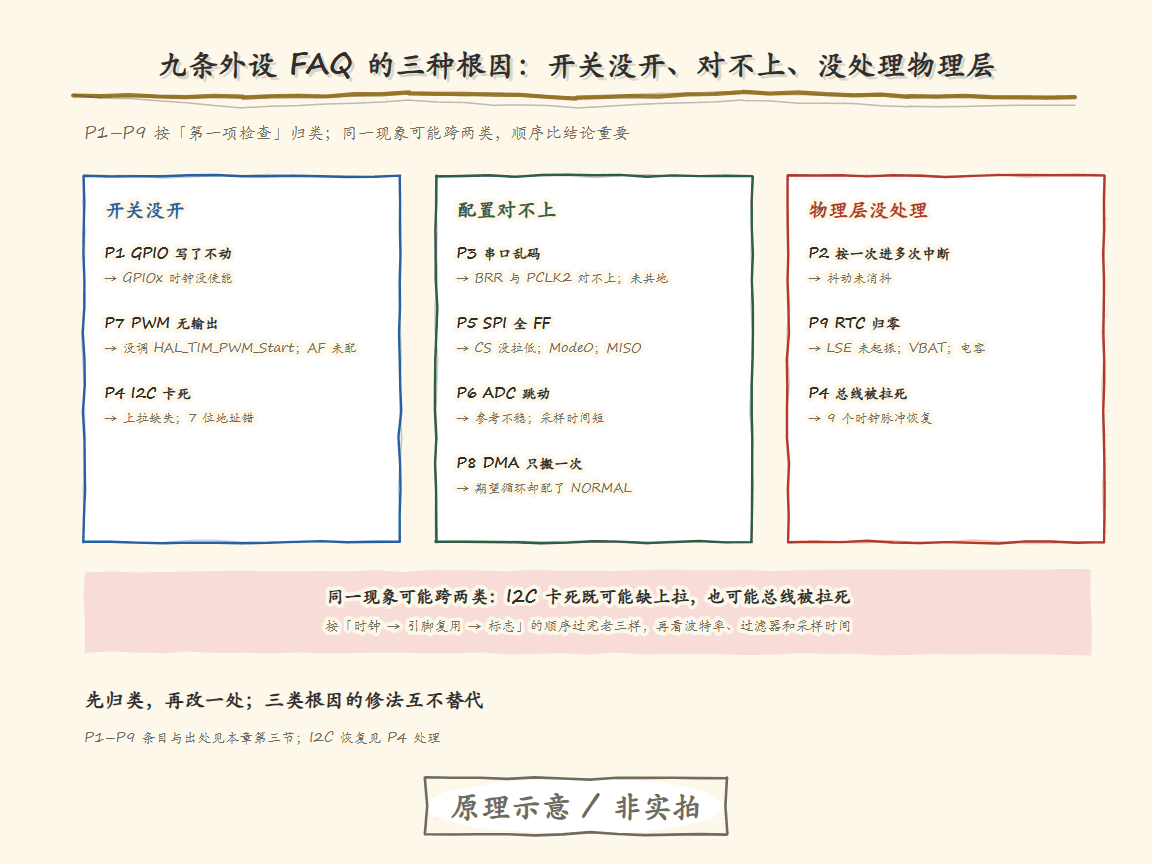 九条外设 FAQ 的三种根因：开关没开、对不上、没处理物理层
P1—P9 按「第一项检查」归类；同一现象可能跨两类，顺序比结论重要
开关没开
P1 GPIO 写了不动
→ GPIOx 时钟没使能
P7 PWM 无输出
→ 没调 HAL_TIM_PWM_Start；AF 未配
P4 I2C 卡死
→ 上拉缺失；7 位地址错
配置对不上
P3 串口乱码
→ BRR 与 PCLK2 对不上；未共地
P5 SPI 全 FF
→ CS 没拉低；Mode0；MISO
P6 ADC 跳动
→ 参考不稳；采样时间短
P8 DMA 只搬一次
→ 期望循环却配了 NORMAL
物理层没处理
P2 按一次进多次中断
→ 抖动未消抖
P9 RTC 归零
→ LSE 未起振；VBAT；电容
P4 总线被拉死
→ 9 个时钟脉冲恢复
同一现象可能跨两类：I2C 卡死既可能缺上拉，也可能总线被拉死
按「时钟 → 引脚复用 → 标志」的顺序过完老三样，再看波特率、过滤器和采样时间
先归类，再改一处；三类根因的修法互不替代
P1—P9 条目与出处见本章第三节；I2C 恢复见 P4 处理
原理示意 / 非实拍